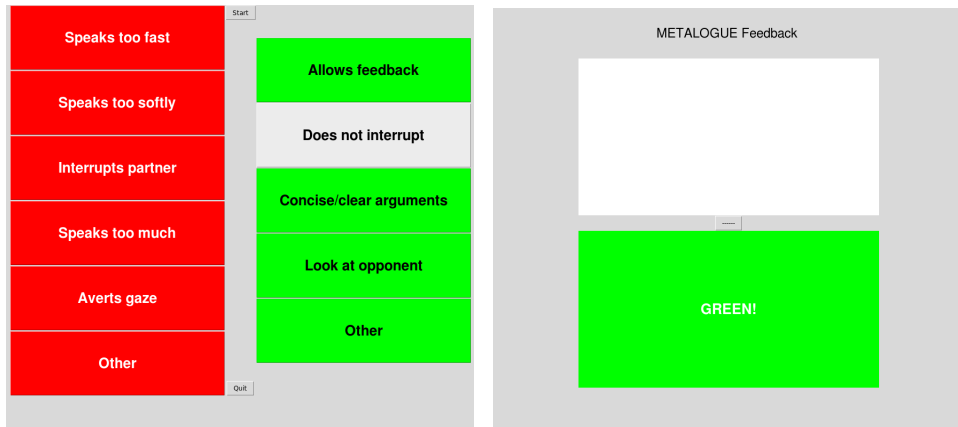 Speaks too fast
Speaks too softly
Interrupts partner
Speaks too much
Averts gaze
Other
Start
Quit
Allows feedback
Does not interrupt
Concise/clear arguments
Look at opponent
Other
METALOGUE Feedback
------
GREEN!